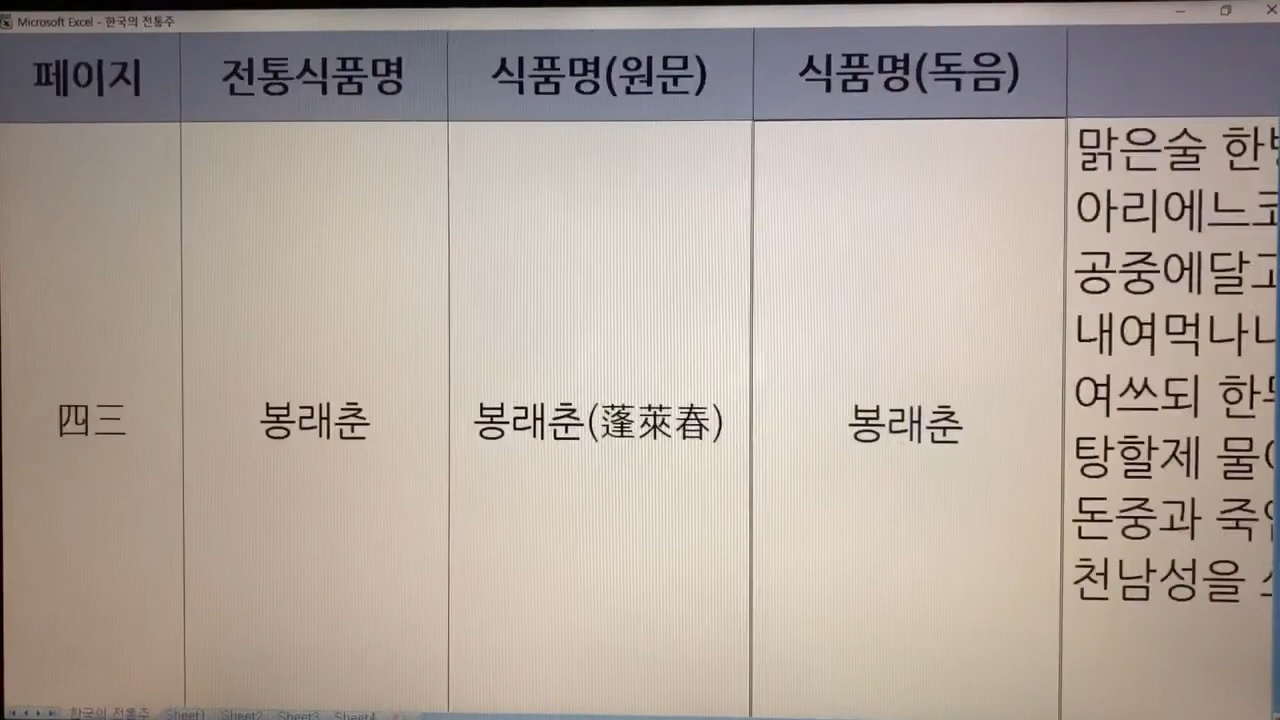 Microsoft Excel - 한국의 전통주
페이지 전통식품명 식품명(원문) 식품명(독음)
四三 봉래춘 봉래춘(蓬萊春) 봉래춘
맑은술
아리에느
공중에달
내여먹나
여쓰되
탕할제
돈중과
천남성을
한국의 전통주 Sheet1 Sheet2 Sheet3 Sheet4